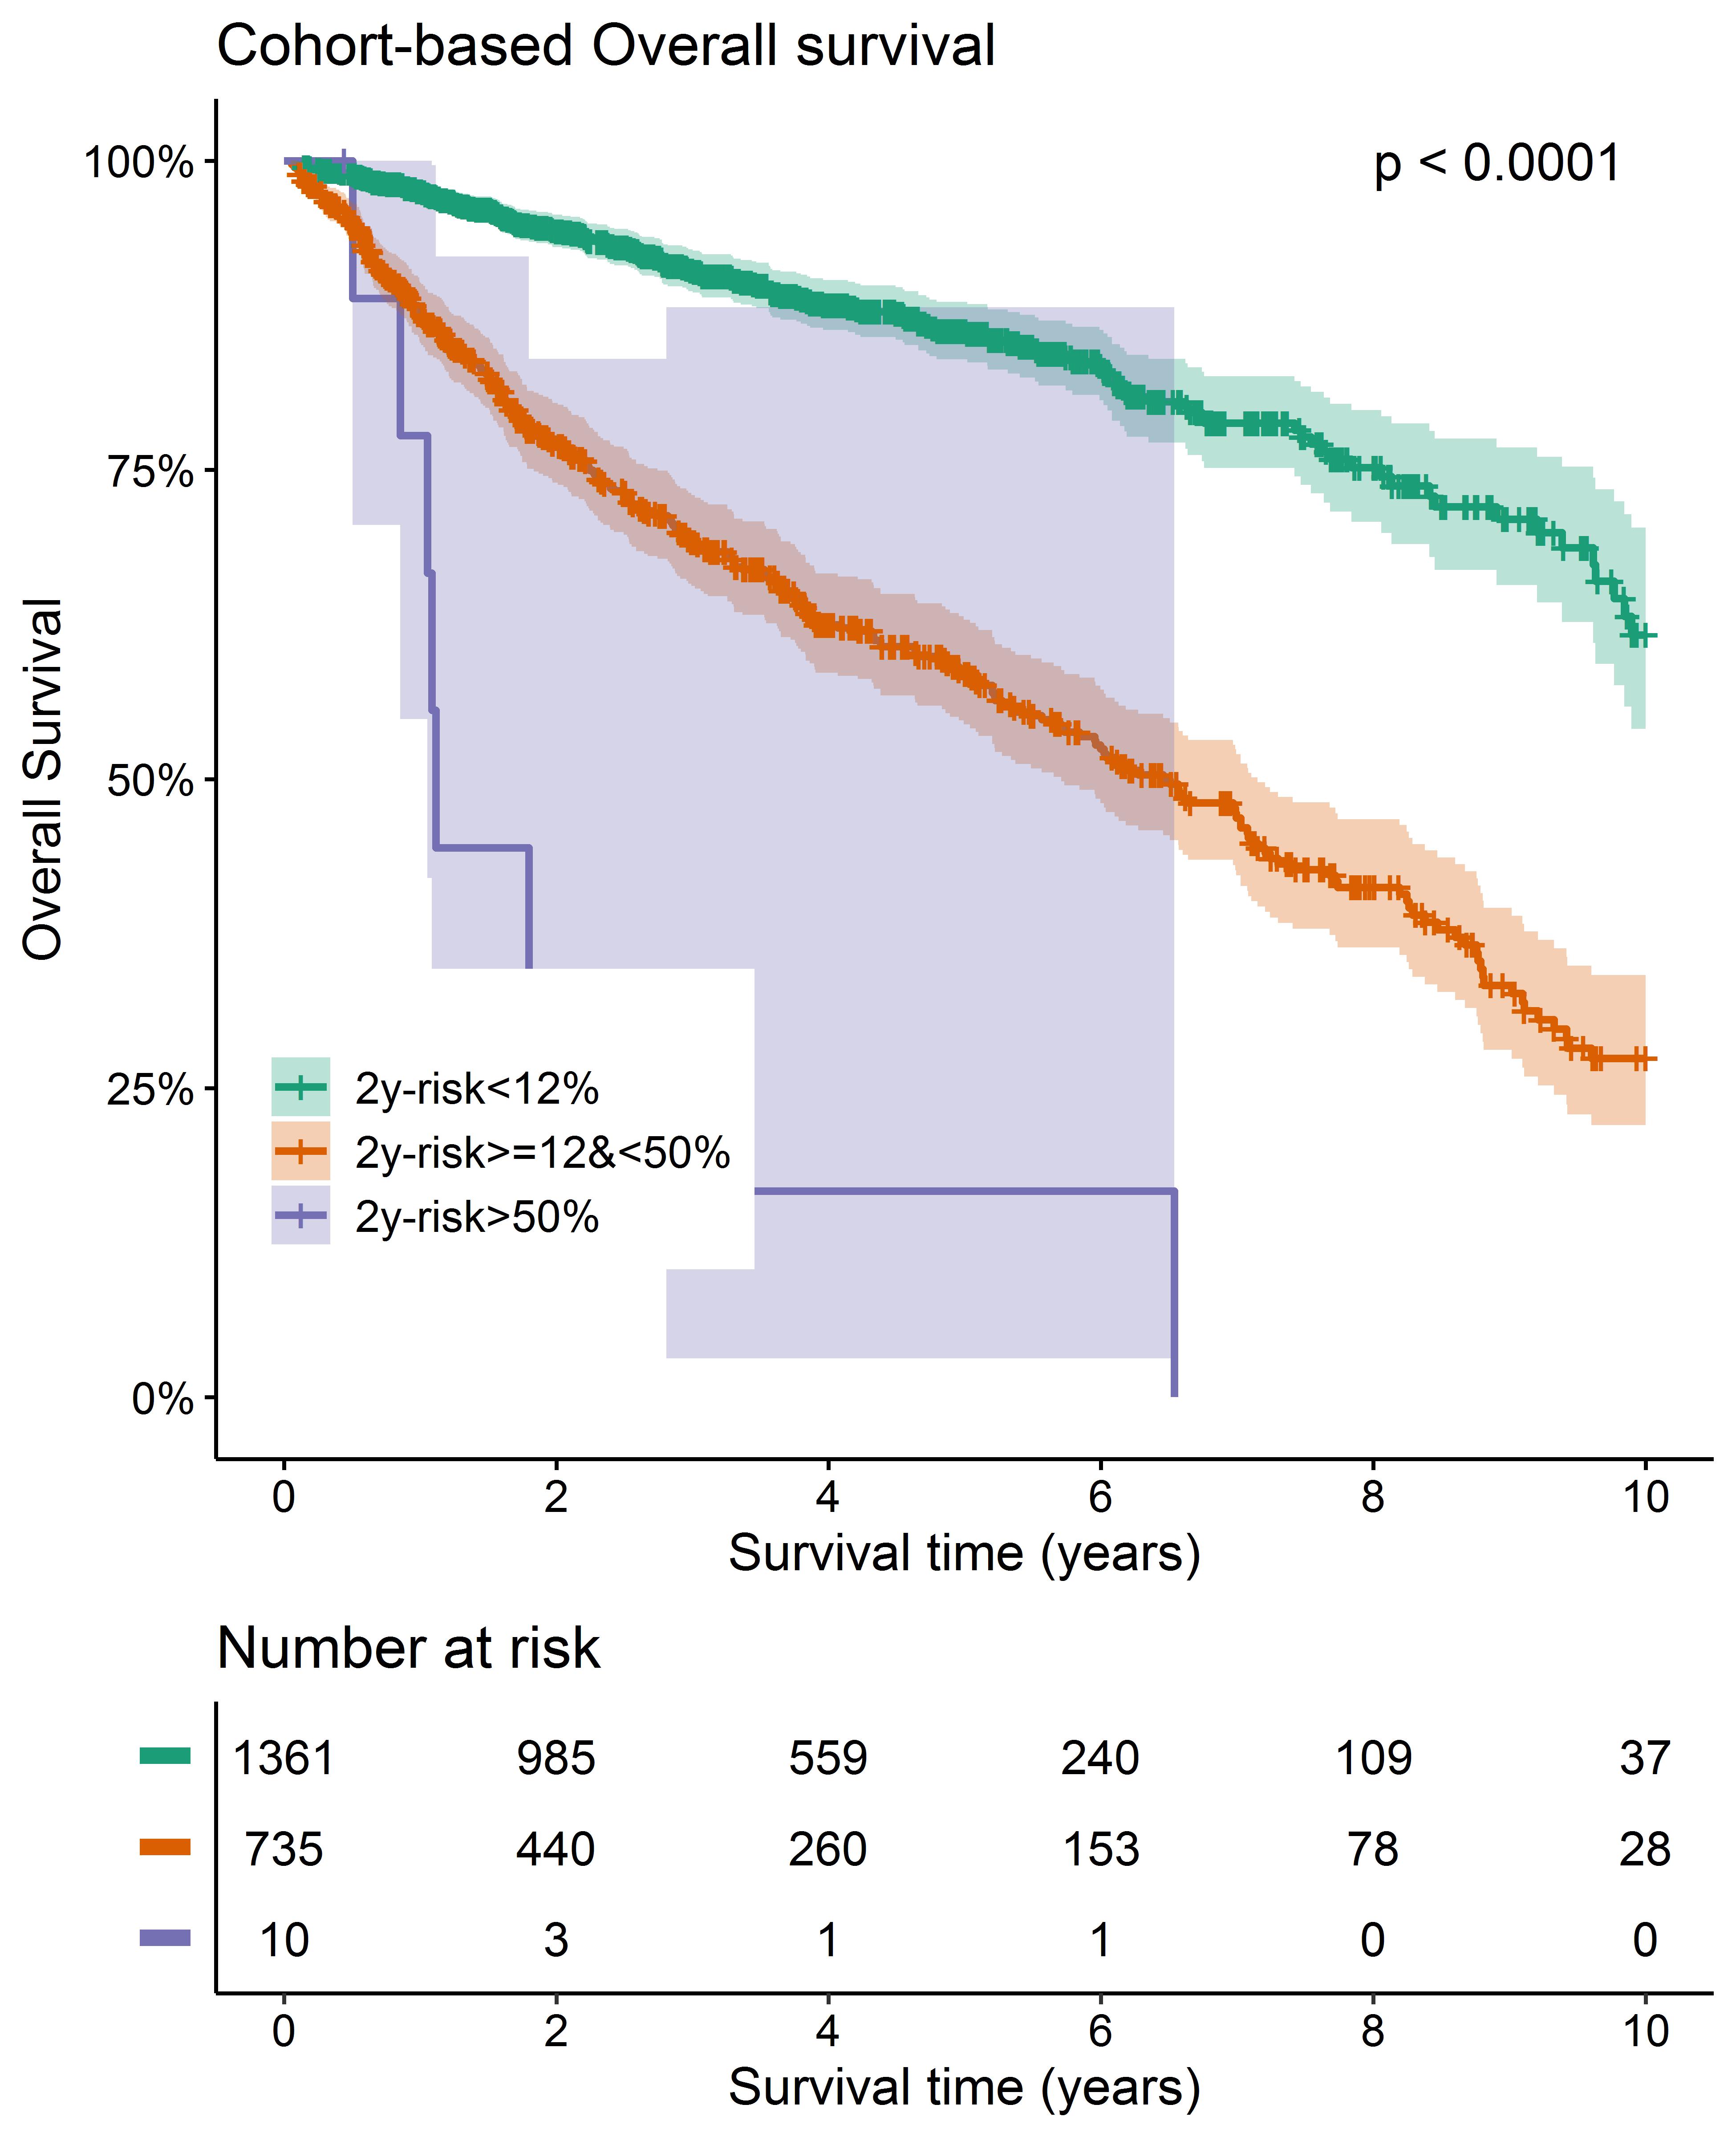 Cohort-based Overall survival
p < 0.0001
100%
75%
50%
25%
0%
Overall Survival
2y-risk<12%
2y-risk>=12&<50%
2y-risk>50%
0 2 4 6 8 10
Survival time (years)
Number at risk
1361 985 559 240 109 37
735 440 260 153 78 28
10 3 1 1 0 0
0 2 4 6 8 10
Survival time (years)